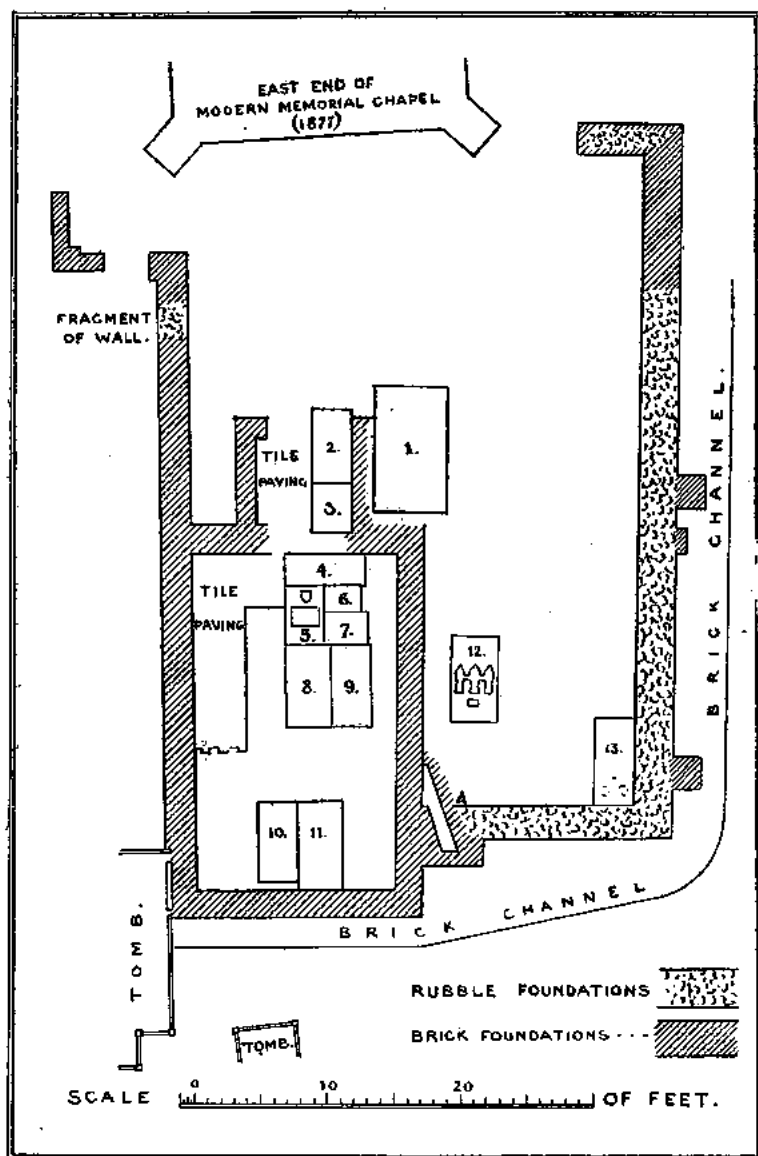 EAST END OF
MODERN MEMORIAL CHAPEL
(1877)
FRAGMENT
OF WALL.
TILE
PAVING
1.
2.
3.
TILE
PAVING
4.
5.
6.
7.
8.
9.
10.
11.
12.
13.
A
BRICK CHANNEL.
BRICK CHANNEL
TOMB.
TOMB.
RUBBLE FOUNDATIONS
BRICK FOUNDATIONS ---
0 10 20
SCALE OF FEET.